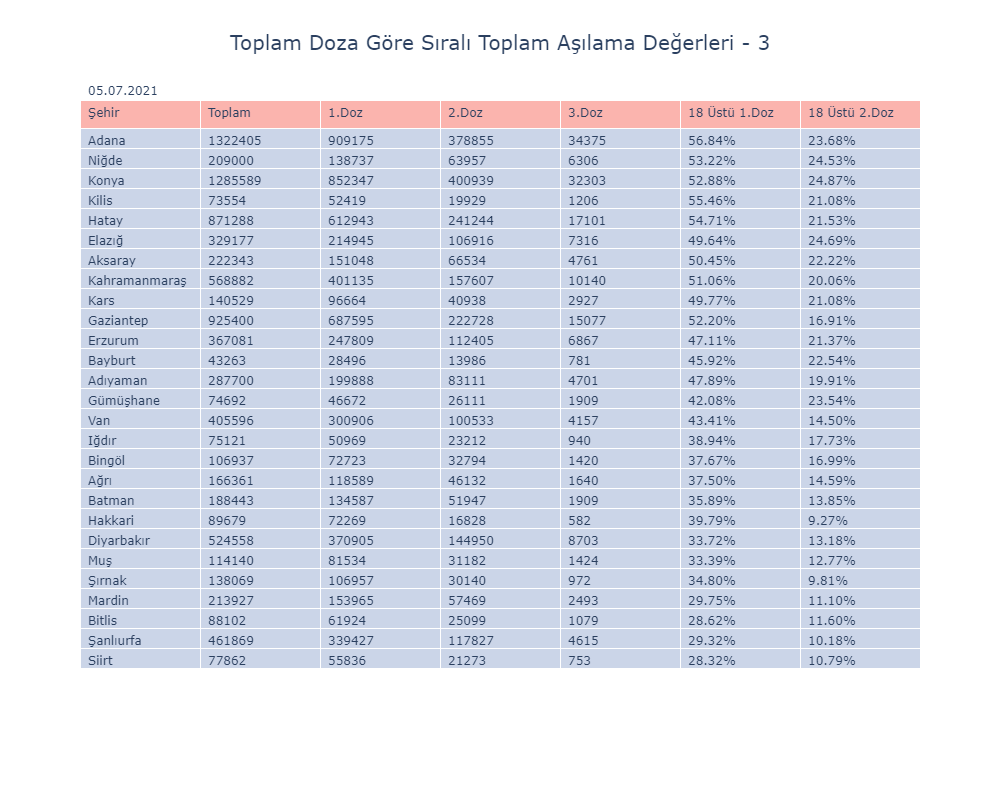 Toplam Doza Göre Sıralı Toplam Aşılama Değerleri - 3
05.07.2021
Şehir Toplam 1.Doz 2.Doz 3.Doz 18 Üstü 1.Doz 18 Üstü 2.Doz
Adana 1322405 909175 378855 34375 56.84% 23.68%
Niğde 209000 138737 63957 6306 53.22% 24.53%
Konya 1285589 852347 400939 32303 52.88% 24.87%
Kilis 73554 52419 19929 1206 55.46% 21.08%
Hatay 871288 612943 241244 17101 54.71% 21.53%
Elazığ 329177 214945 106916 7316 49.64% 24.69%
Aksaray 222343 151048 66534 4761 50.45% 22.22%
Kahramanmaraş 568882 401135 157607 10140 51.06% 20.06%
Kars 140529 96664 40938 2927 49.77% 21.08%
Gaziantep 925400 687595 222728 15077 52.20% 16.91%
Erzurum 367081 247809 112405 6867 47.11% 21.37%
Bayburt 43263 28496 13986 781 45.92% 22.54%
Adıyaman 287700 199888 83111 4701 47.89% 19.91%
Gümüşhane 74692 46672 26111 1909 42.08% 23.54%
Van 405596 300906 100533 4157 43.41% 14.50%
Iğdır 75121 50969 23212 940 38.94% 17.73%
Bingöl 106937 72723 32794 1420 37.67% 16.99%
Ağrı 166361 118589 46132 1640 37.50% 14.59%
Batman 188443 134587 51947 1909 35.89% 13.85%
Hakkari 89679 72269 16828 582 39.79% 9.27%
Diyarbakır 524558 370905 144950 8703 33.72% 13.18%
Muş 114140 81534 31182 1424 33.39% 12.77%
Şırnak 138069 106957 30140 972 34.80% 9.81%
Mardin 213927 153965 57469 2493 29.75% 11.10%
Bitlis 88102 61924 25099 1079 28.62% 11.60%
Şanlıurfa 461869 339427 117827 4615 29.32% 10.18%
Siirt 77862 55836 21273 753 28.32% 10.79%